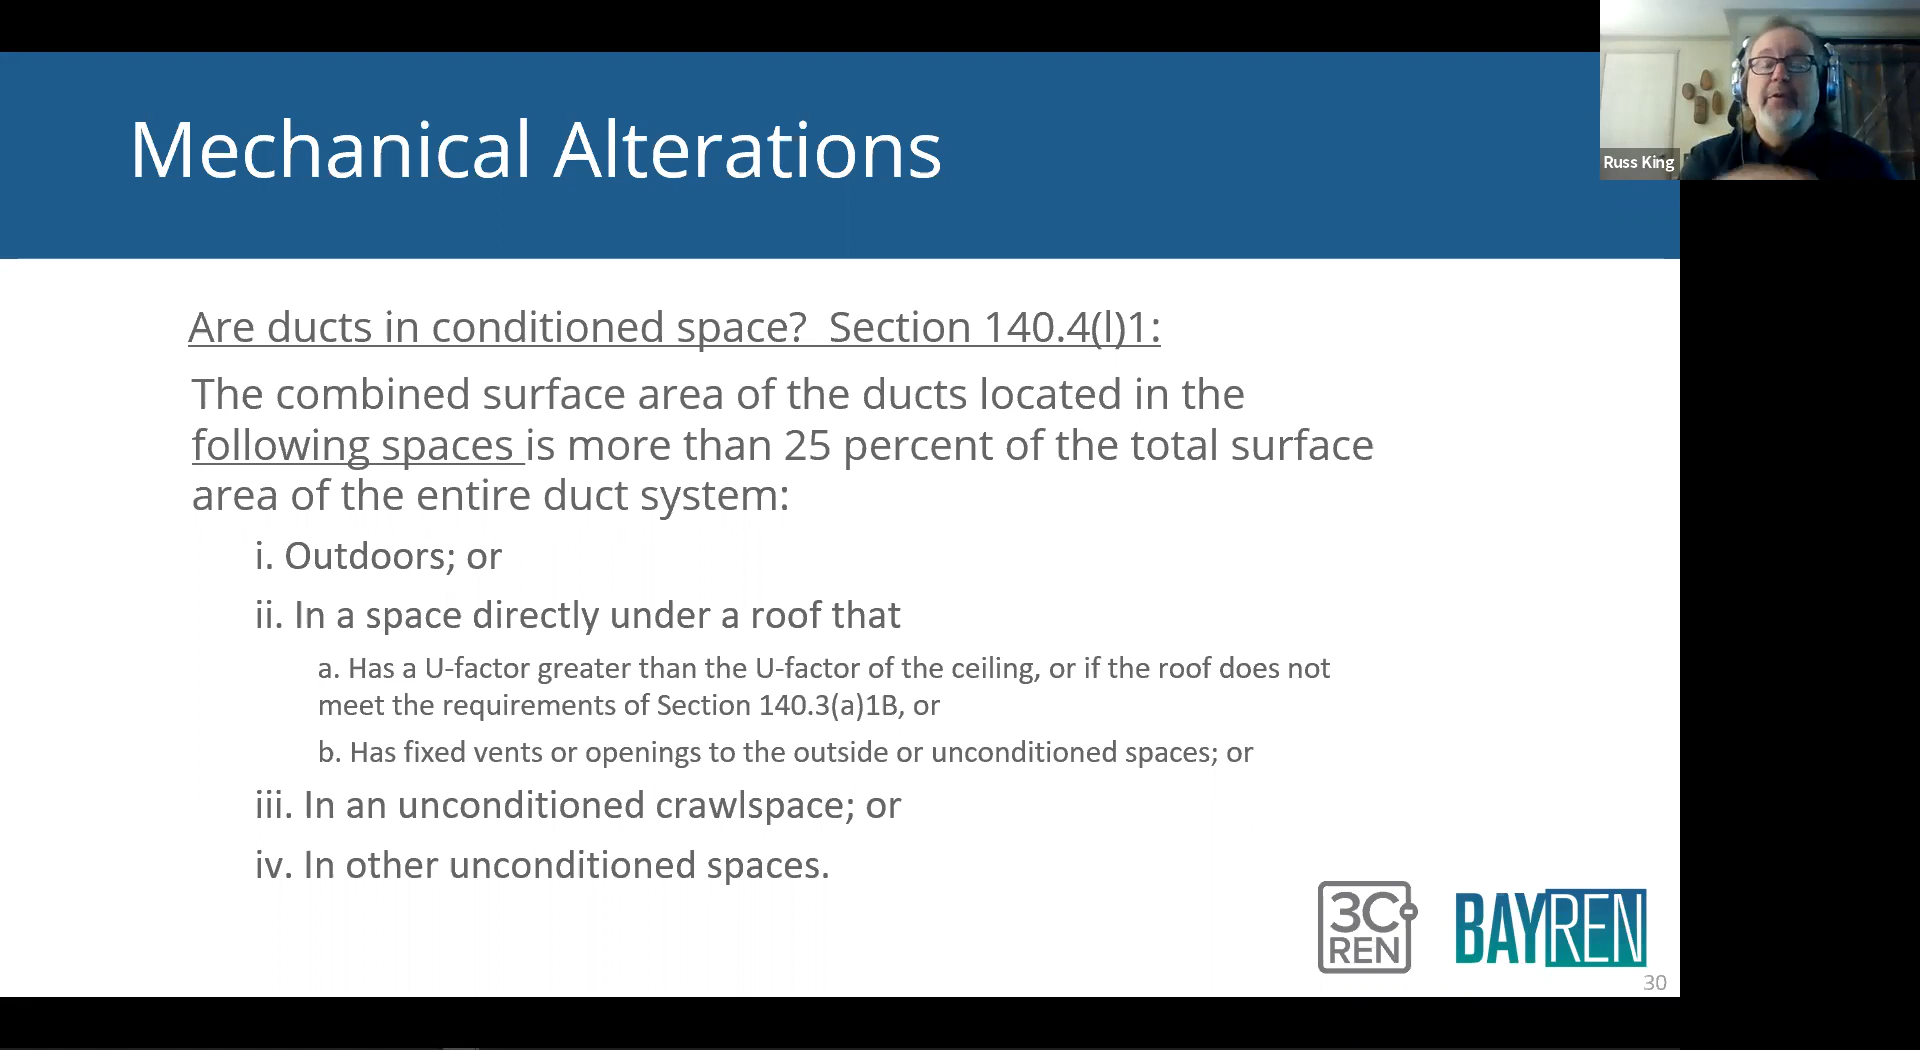 Mechanical Alterations
Russ King
Are ducts in conditioned space?  Section 140.4(l)1:
The combined surface area of the ducts located in the
following spaces is more than 25 percent of the total surface
area of the entire duct system:
i. Outdoors; or
ii. In a space directly under a roof that
a. Has a U-factor greater than the U-factor of the ceiling, or if the roof does not
meet the requirements of Section 140.3(a)1B, or
b. Has fixed vents or openings to the outside or unconditioned spaces; or
iii. In an unconditioned crawlspace; or
iv. In other unconditioned spaces.
3C
REN
BAYREN
30